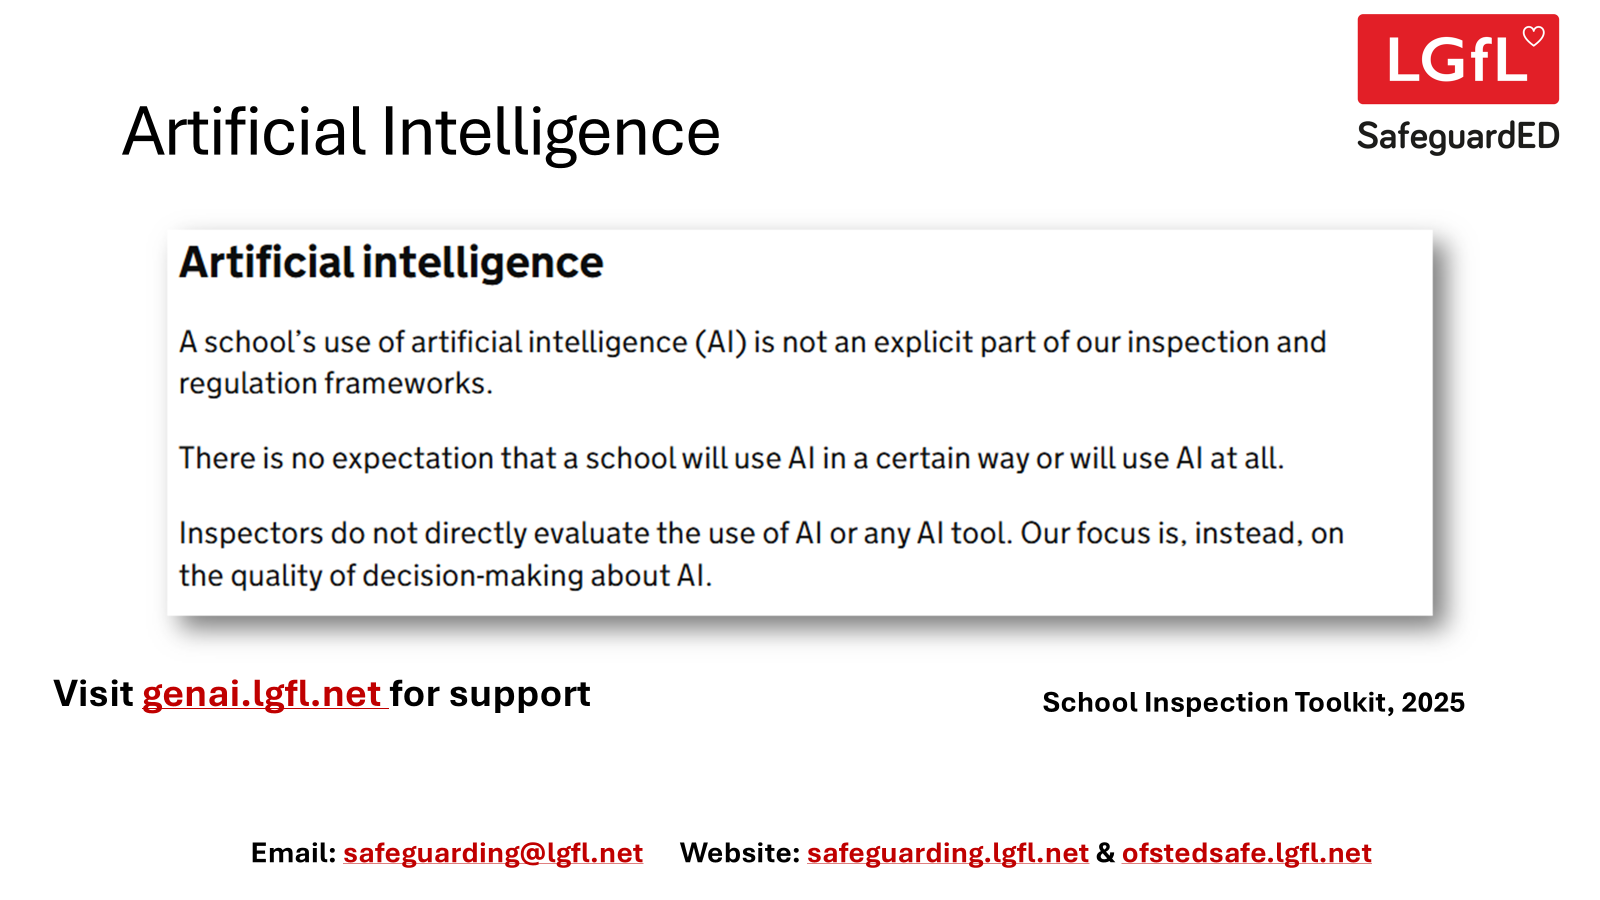 LGfL
SafeguardED
Artificial Intelligence
Artificial intelligence
A school’s use of artificial intelligence (AI) is not an explicit part of our inspection and
regulation frameworks.
There is no expectation that a school will use AI in a certain way or will use AI at all.
Inspectors do not directly evaluate the use of AI or any AI tool. Our focus is, instead, on
the quality of decision-making about AI.
Visit genai.lgfl.net for support
School Inspection Toolkit, 2025
Email: safeguarding@lgfl.net Website: safeguarding.lgfl.net & ofstedsafe.lgfl.net